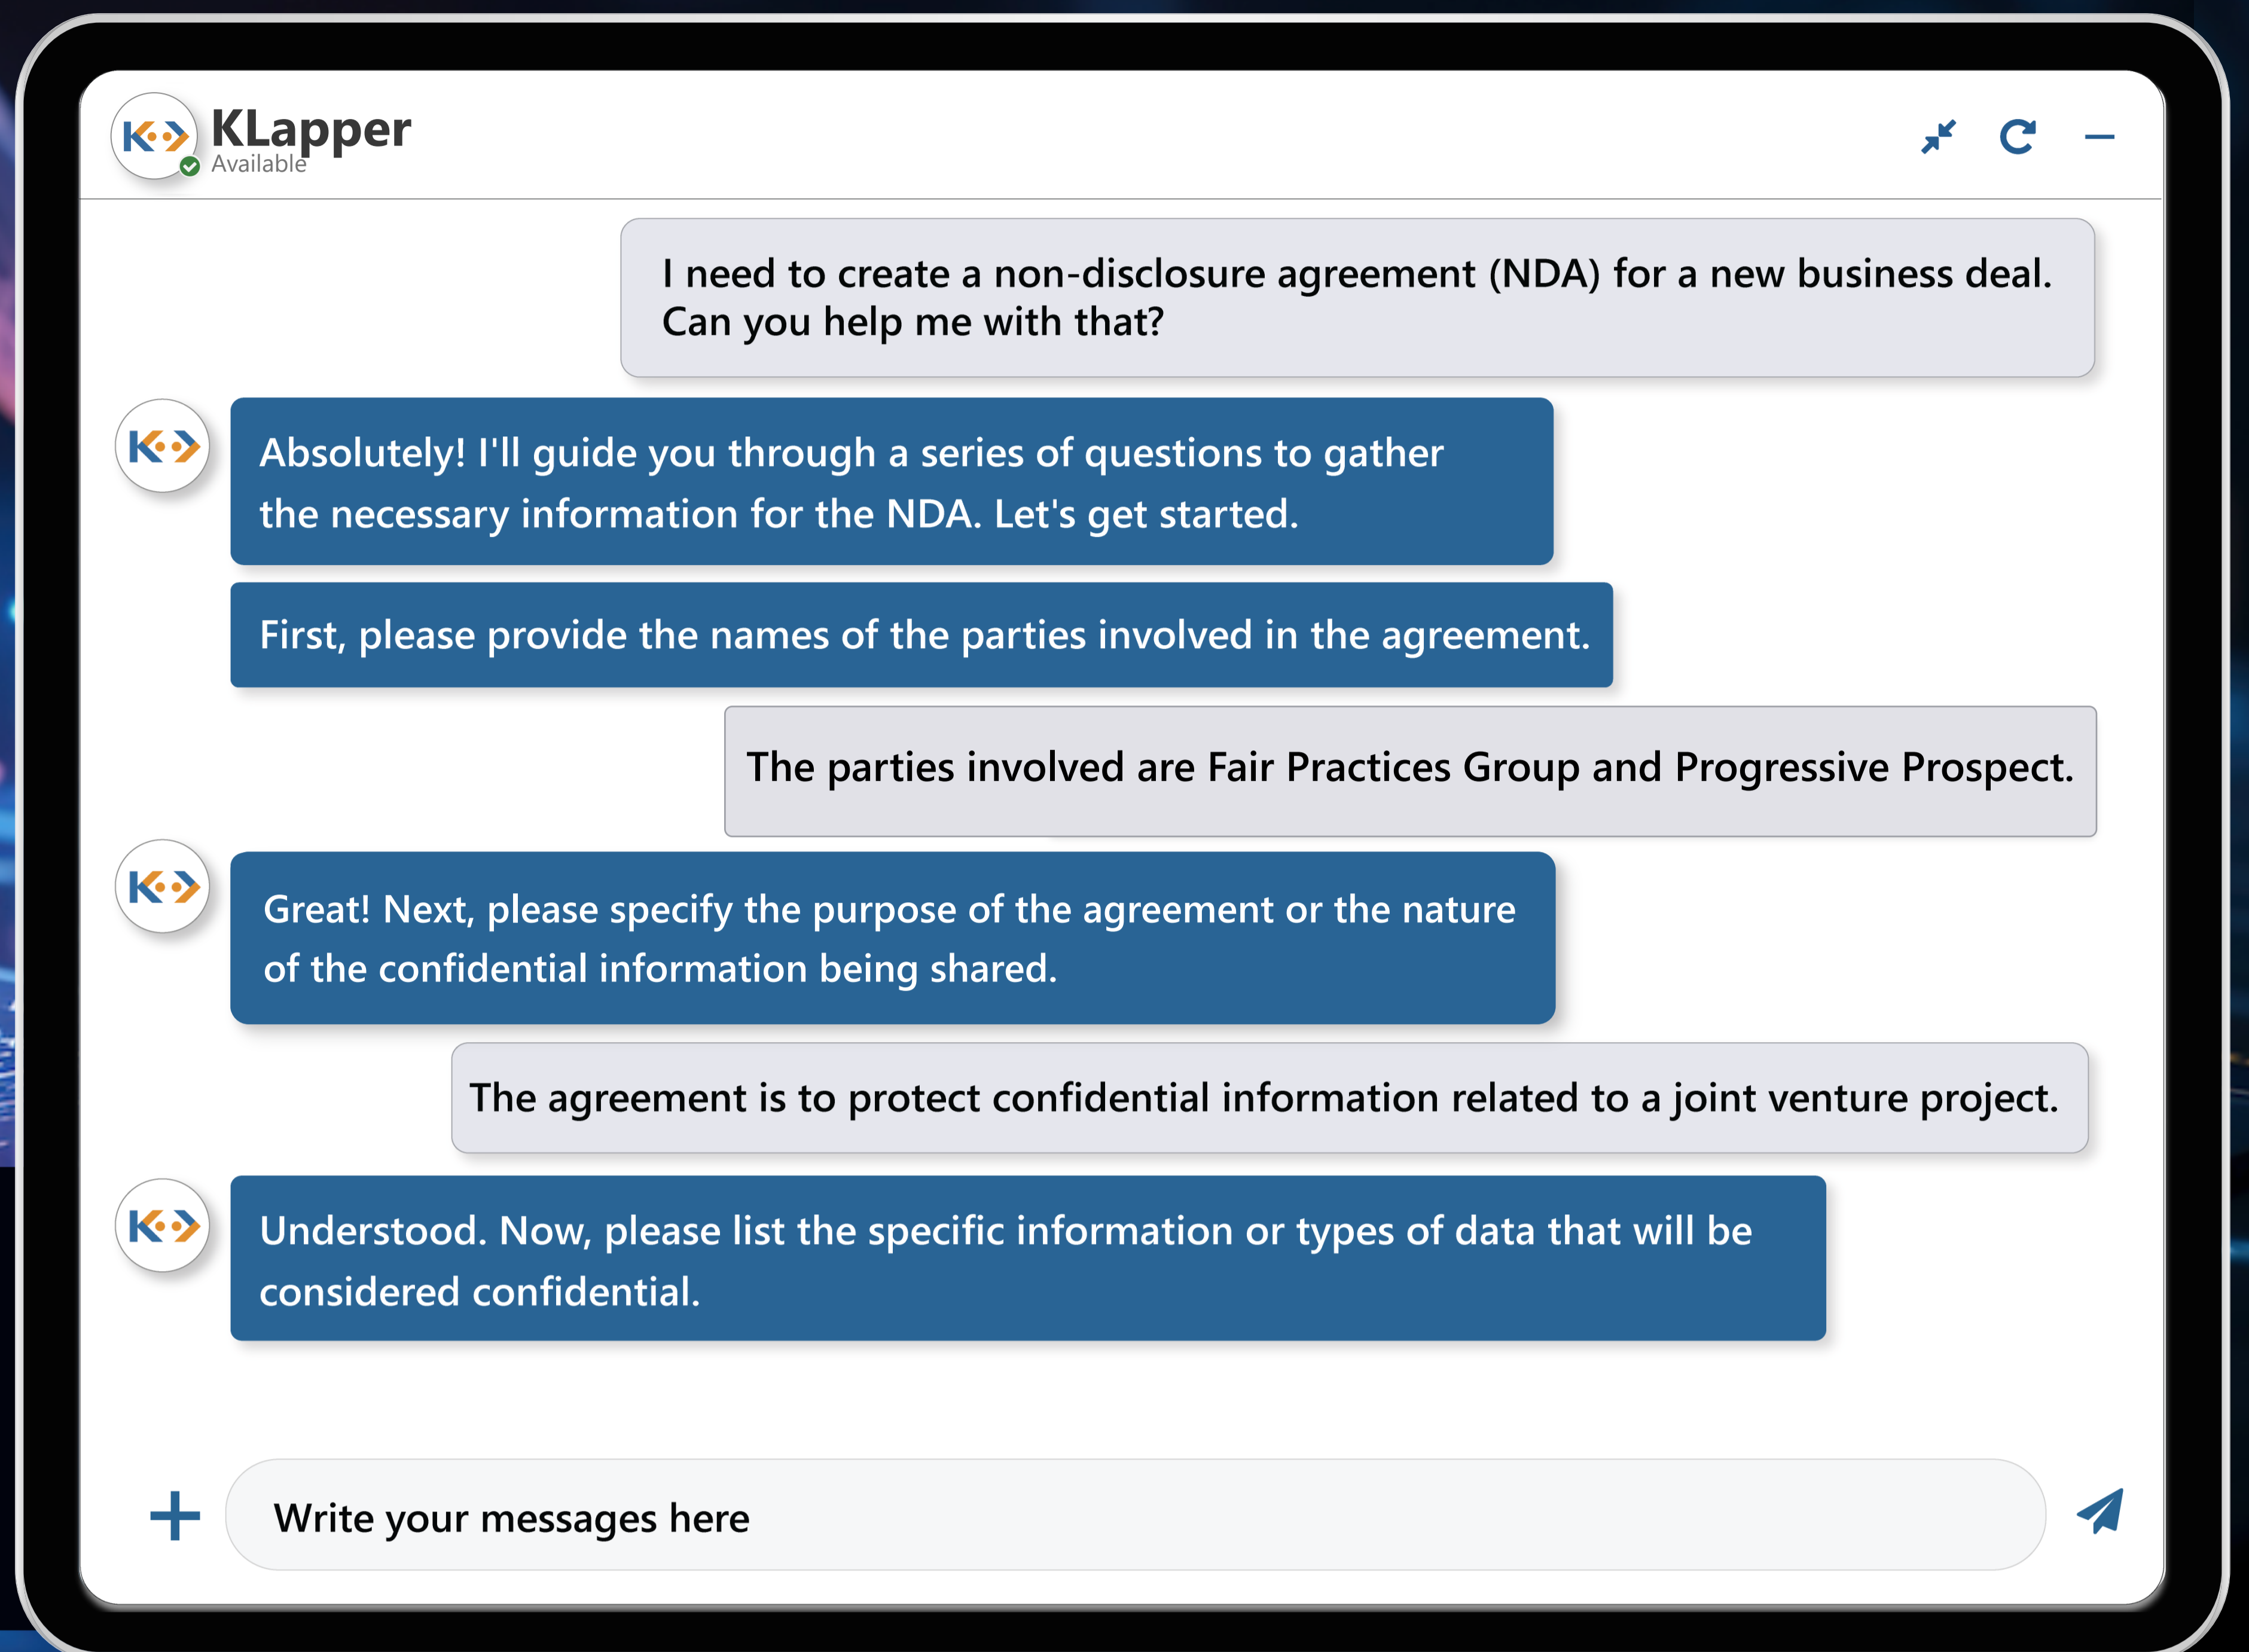 KLapper
Available
I need to create a non-disclosure agreement (NDA) for a new business deal.
Can you help me with that?
Absolutely! I'll guide you through a series of questions to gather
the necessary information for the NDA. Let's get started.
First, please provide the names of the parties involved in the agreement.
The parties involved are Fair Practices Group and Progressive Prospect.
Great! Next, please specify the purpose of the agreement or the nature
of the confidential information being shared.
The agreement is to protect confidential information related to a joint venture project.
Understood. Now, please list the specific information or types of data that will be
considered confidential.
Write your messages here